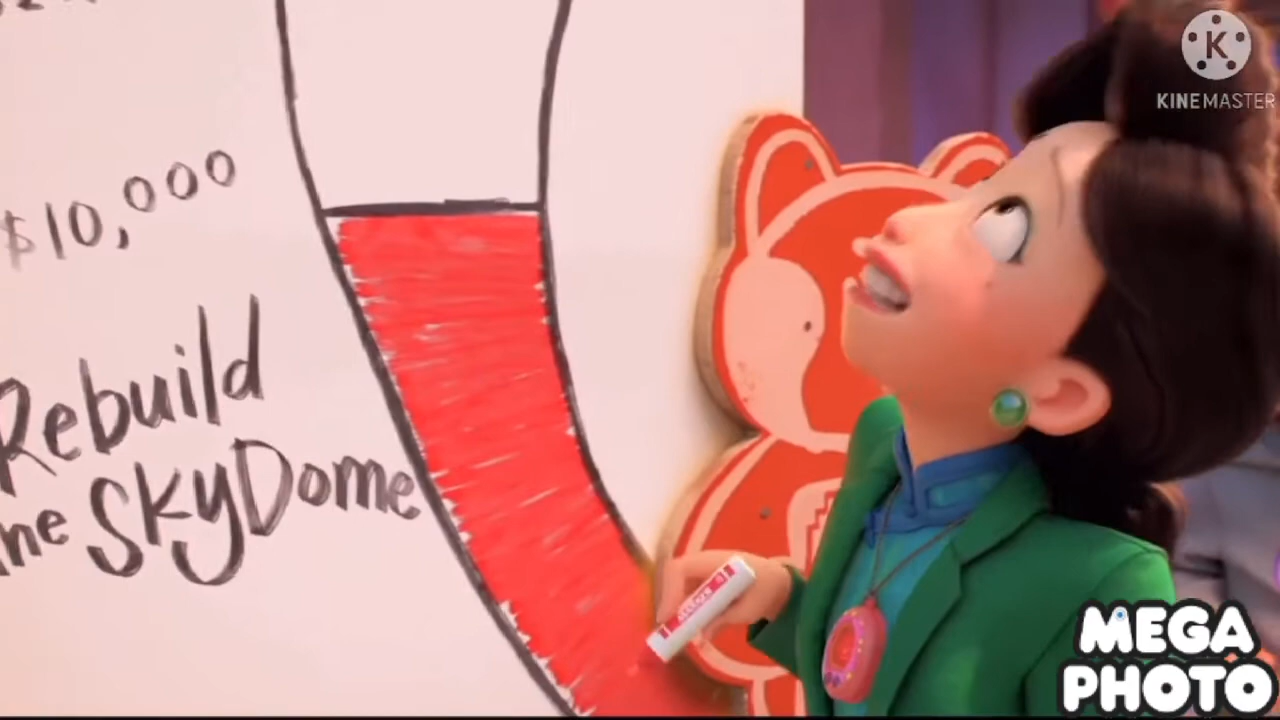 K
KINEMASTER
$10,000
Rebuild
the SkyDome
MEGA
PHOTO